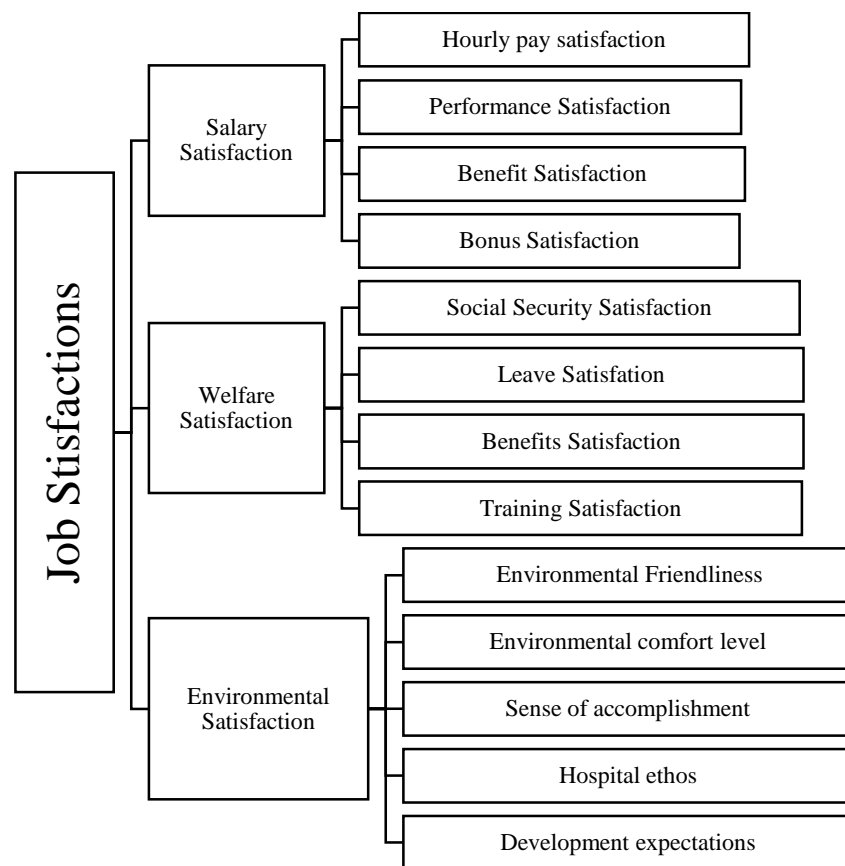 Job Stisfactions
Salary
Satisfaction
Hourly pay satisfaction
Performance Satisfaction
Benefit Satisfaction
Bonus Satisfaction
Welfare
Satisfaction
Social Security Satisfaction
Leave Satisfation
Benefits Satisfaction
Training Satisfaction
Environmental
Satisfaction
Environmental Friendliness
Environmental comfort level
Sense of accomplishment
Hospital ethos
Development expectations